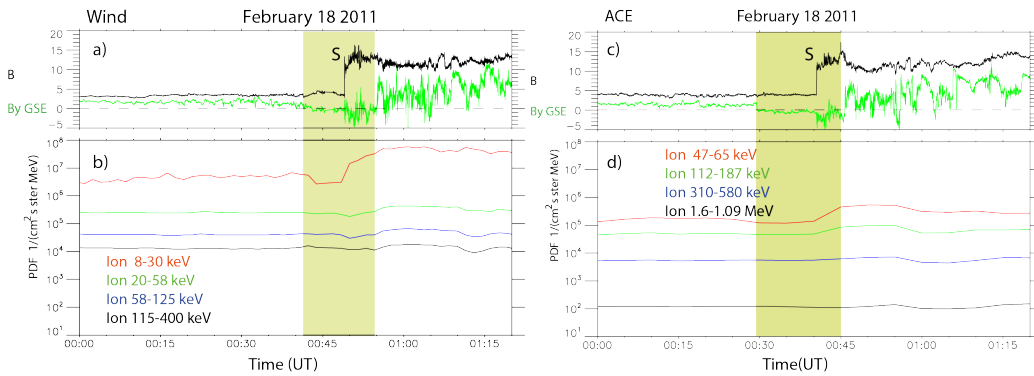 Wind February 18 2011
a)
S
20
15
10
5
0
−5
B
By GSE
b)
10^8
10^7
10^6
10^5
10^4
10^3
10^2
10^1
PDF 1/(cm^2 s ster MeV)
Ion 8-30 keV
Ion 20-58 keV
Ion 58-125 keV
Ion 115-400 keV
00:00 00:15 00:30 00:45 01:00 01:15
Time(UT)
ACE February 18 2011
c)
S
20
15
10
5
0
−5
B
By GSE
d)
10^8
10^7
10^6
10^5
10^4
10^3
10^2
10^1
PDF 1/(cm^2 s ster MeV)
Ion 47-65 keV
Ion 112-187 keV
Ion 310-580 keV
Ion 1.6-1.09 MeV
00:00 00:15 00:30 00:45 01:00 01:15
Time(UT)